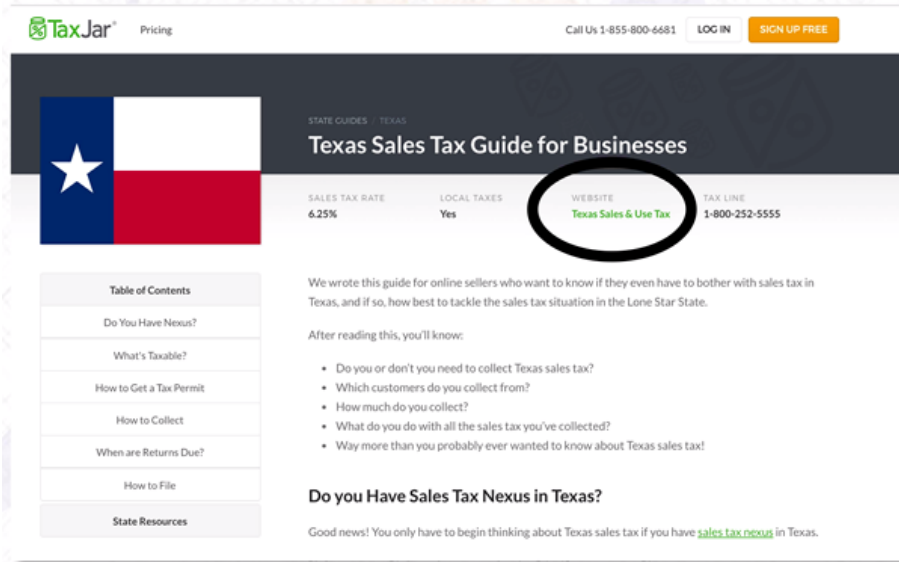 TaxJar
Pricing
Call Us 1-855-800-6681
LOG IN
SIGN UP FREE
STATE GUIDES / TEXAS
Texas Sales Tax Guide for Businesses
SALES TAX RATE
6.25%
LOCAL TAXES
Yes
WEBSITE
Texas Sales & Use Tax
TAX LINE
1-800-252-5555
Table of Contents
Do You Have Nexus?
What's Taxable?
How to Get a Tax Permit
How to Collect
When are Returns Due?
How to File
State Resources
We wrote this guide for online sellers who want to know if they even have to bother with sales tax in
Texas, and if so, how best to tackle the sales tax situation in the Lone Star State.
After reading this, you'll know:
• Do you or don't you need to collect Texas sales tax?
• Which customers do you collect from?
• How much do you collect?
• What do you do with all the sales tax you've collected?
• Way more than you probably ever wanted to know about Texas sales tax!
Do you Have Sales Tax Nexus in Texas?
Good news! You only have to begin thinking about Texas sales tax if you have sales tax nexus in Texas.